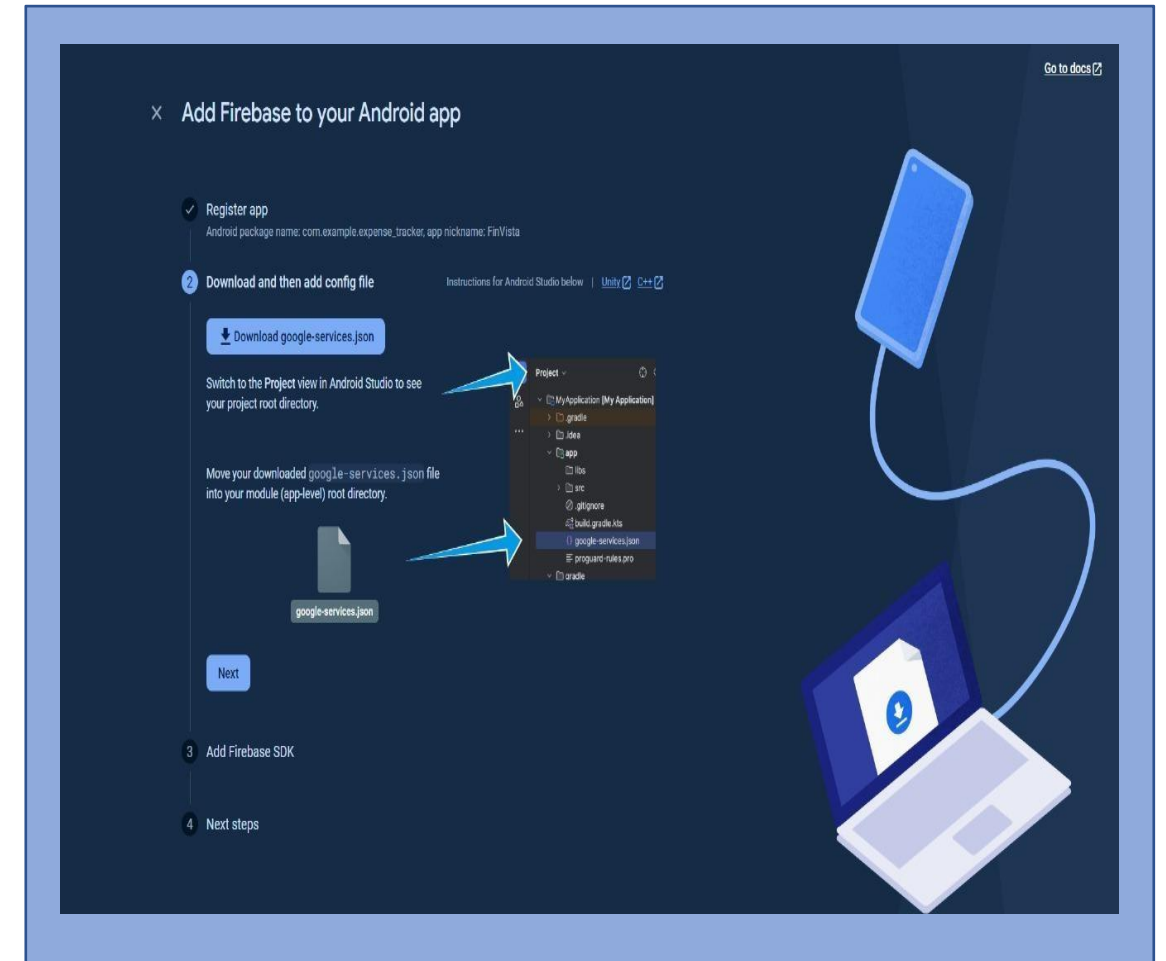 Go to docs
Add Firebase to your Android app
Register app
Android package name: com.example.expense_tracker, app nickname: FinVista
2 Download and then add config file
Instructions for Android Studio below | Unity C++
Download google-services.json
Switch to the Project view in Android Studio to see
your project root directory.
Move your downloaded google-services.json file
into your module (app-level) root directory.
google-services.json
Project
MyApplication [My Application]
.gradle
.idea
app
libs
src
.gitignore
build.gradle.kts
google-services.json
proguard-rules.pro
gradle
Next
3 Add Firebase SDK
4 Next steps